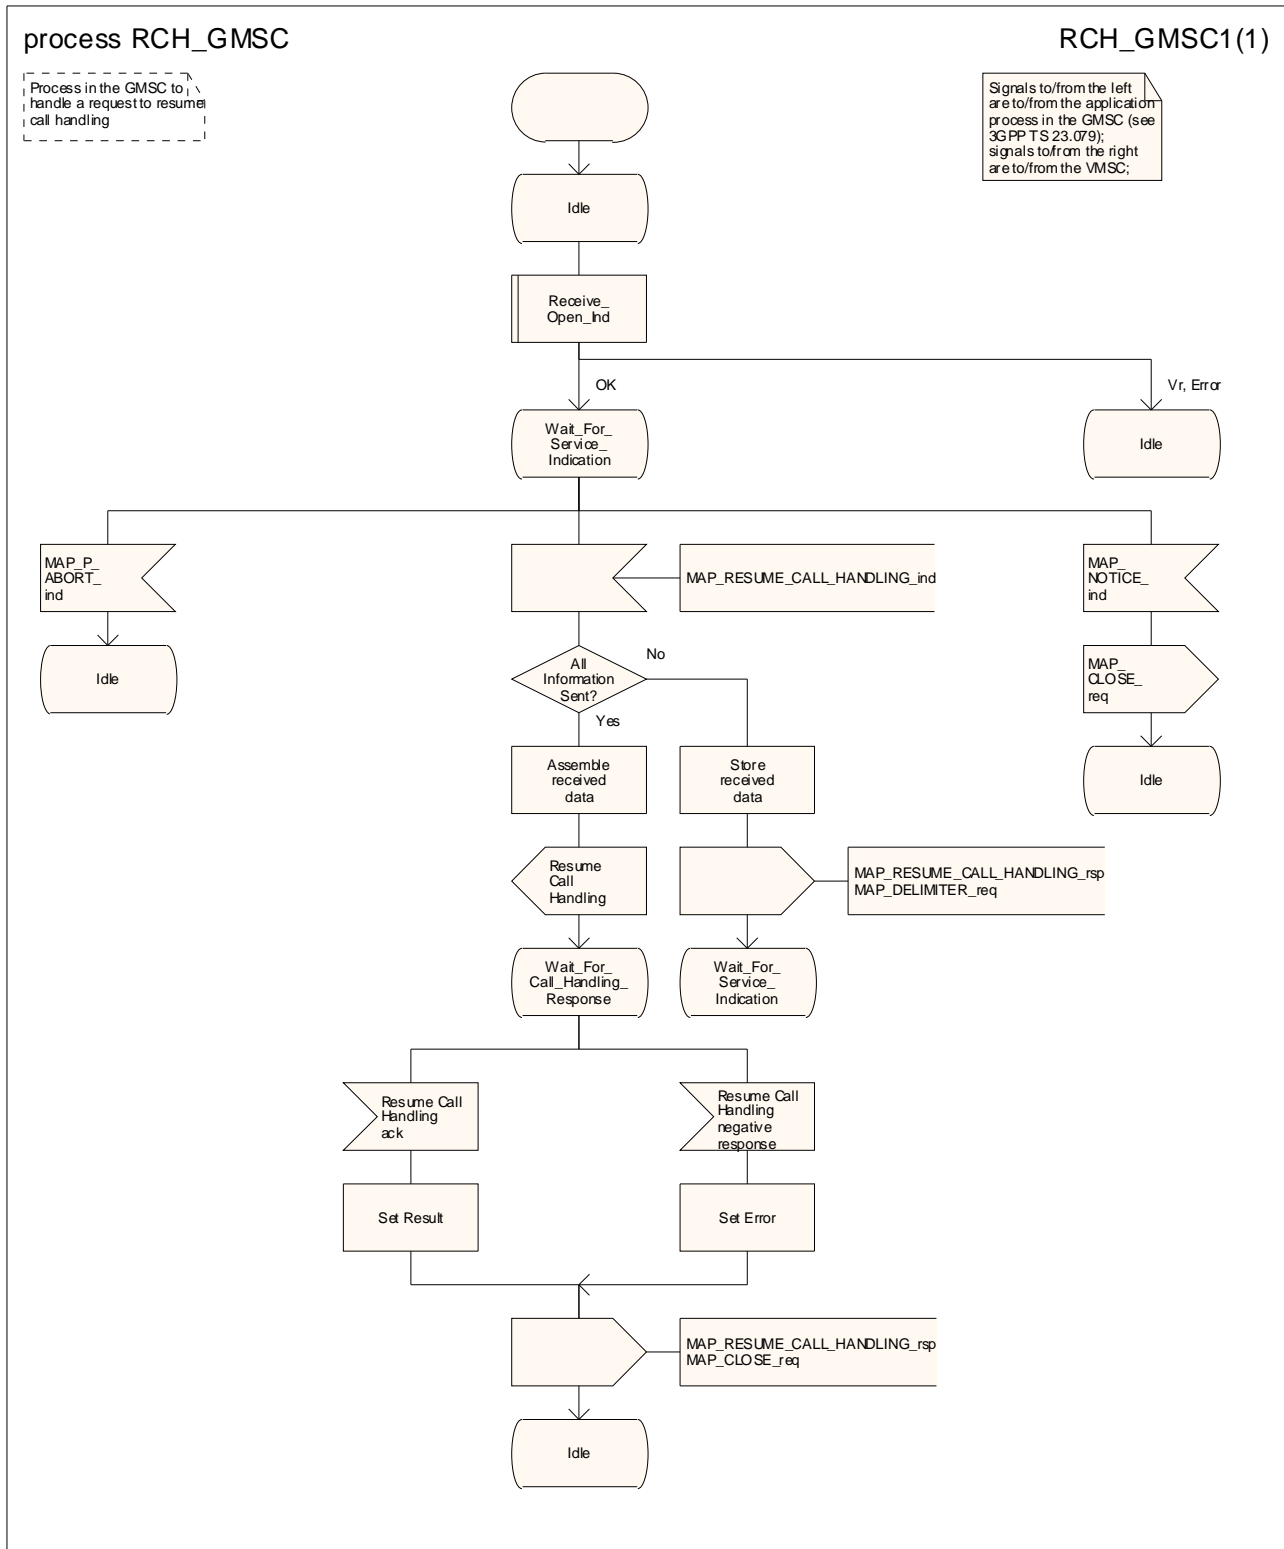 process RCH_GMSC
RCH_GMSC1(1)
Process in the GMSC to
handle a request to resume
call handling
Signals to/from the left
are to/from the application
process in the GMSC (see
3GPP TS 23.079);
signals to/from the right
are to/from the VMSC;
Idle
Receive_
Open_Ind
OK
Vr, Error
Wait_For_
Service_
Indication
Idle
MAP_P_
ABORT_
ind
MAP_RESUME_CALL_HANDLING_ind
MAP_
NOTICE_
ind
Idle
All
Information
Sent?
No
Yes
MAP_
CLOSE_
req
Assemble
received
data
Store
received
data
Idle
Resume
Call
Handling
MAP_RESUME_CALL_HANDLING_rsp
MAP_DELIMITER_req
Wait_For_
Call_Handling_
Response
Wait_For_
Service_
Indication
Resume Call
Handling
ack
Resume Call
Handling
negative
response
Set Result
Set Error
MAP_RESUME_CALL_HANDLING_rsp
MAP_CLOSE_req
Idle